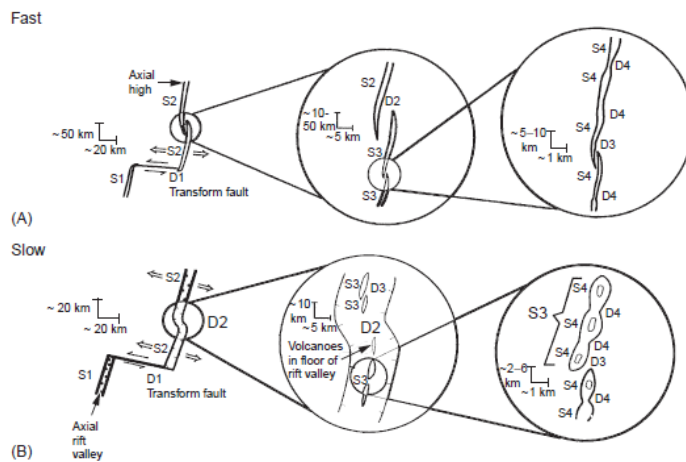 Fast
Axial
high
S2
~50 km
~20 km
S2
S1
D1
Transform fault
(A)
S2
D2
~10-
50 km
~5 km
S3
S3
S4
D4
S4
~5–10
km
~1 km
D3
S4
D4
Slow
S2
~ 20 km
~ 20 km
D2
S2
S1
D1
Transform fault
Axial
rift
valley
(B)
S3
D3
S3
~10
km
~5 km
D2
Volcanoes
in floor of
rift valley
S3
S4
S3
D4
S4
S4
D3
~2–6
km
~1 km
S4
D4